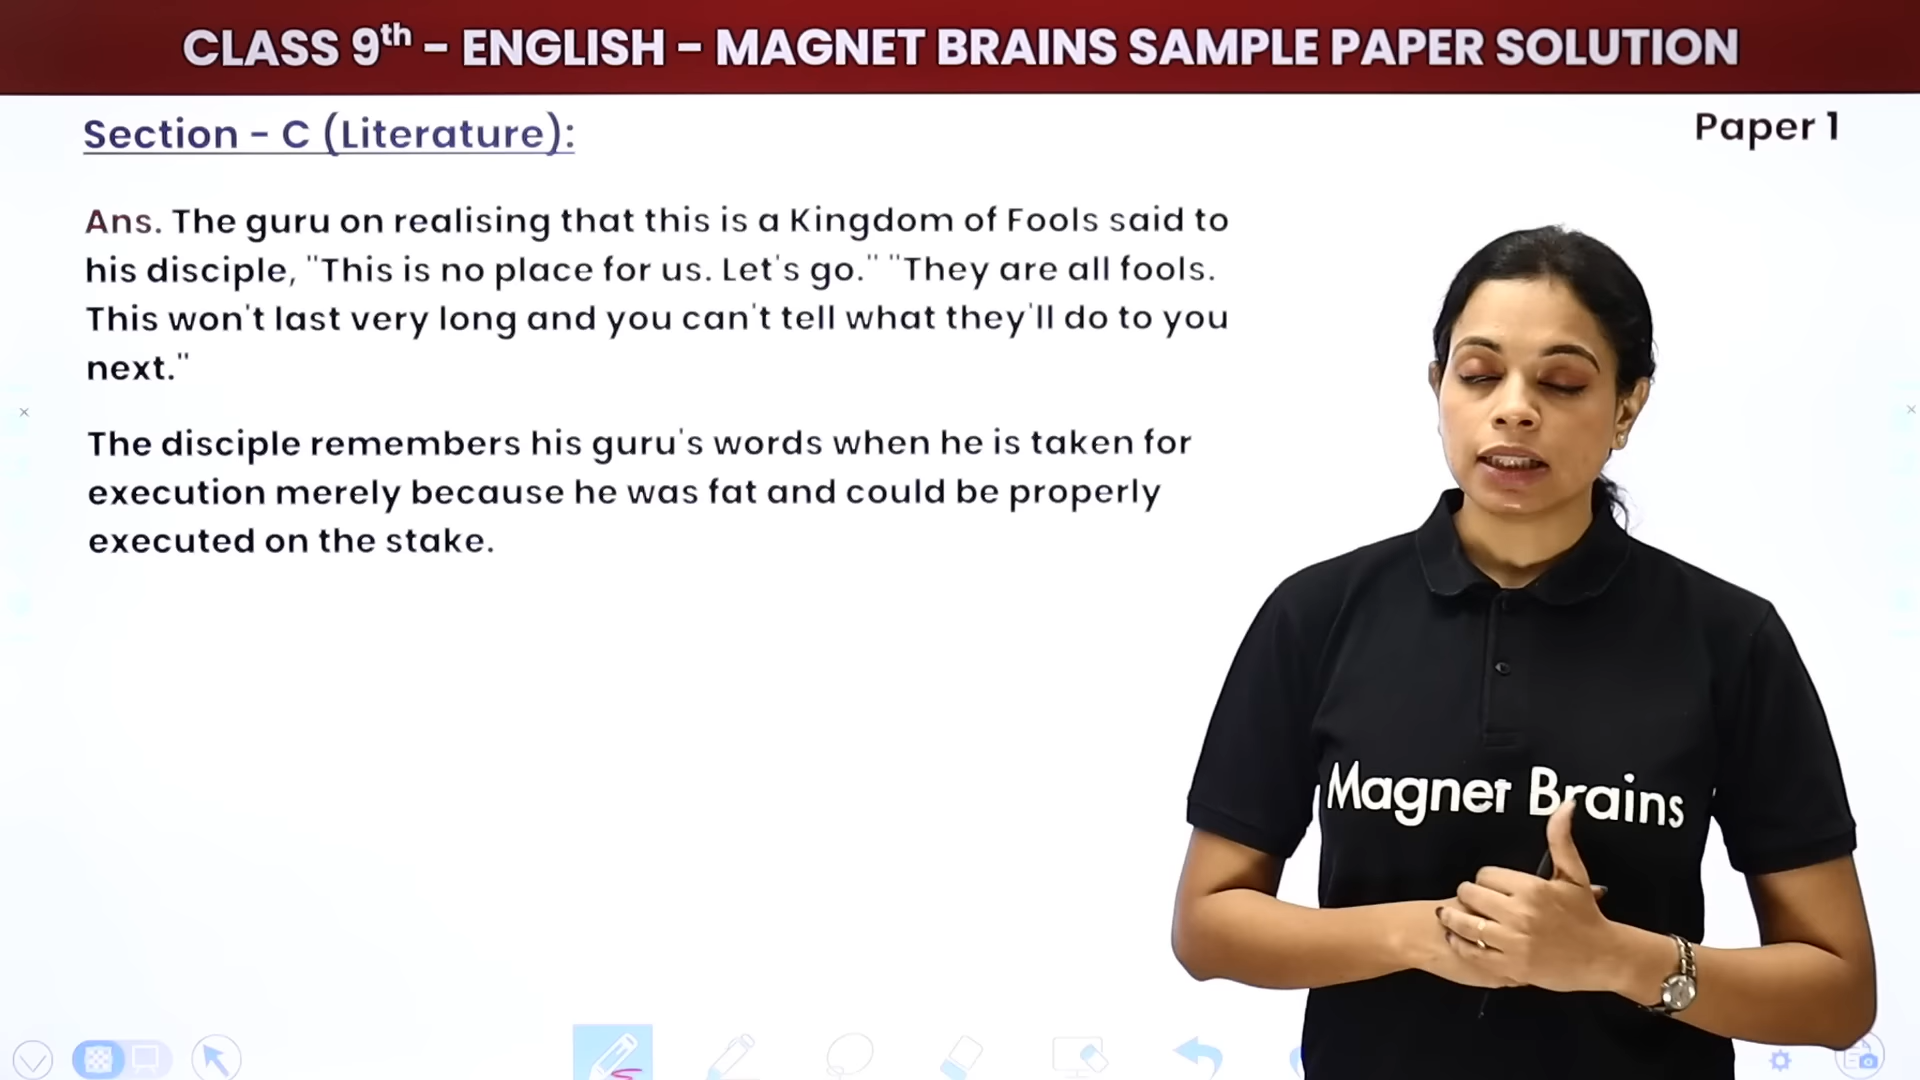 CLASS 9th – ENGLISH – MAGNET BRAINS SAMPLE PAPER SOLUTION
Section - C (Literature):
Paper 1
Ans. The guru on realising that this is a Kingdom of Fools said to
his disciple, "This is no place for us. Let's go." "They are all fools.
This won't last very long and you can't tell what they'll do to you
next."
The disciple remembers his guru's words when he is taken for
execution merely because he was fat and could be properly
executed on the stake.
Magnet Brains